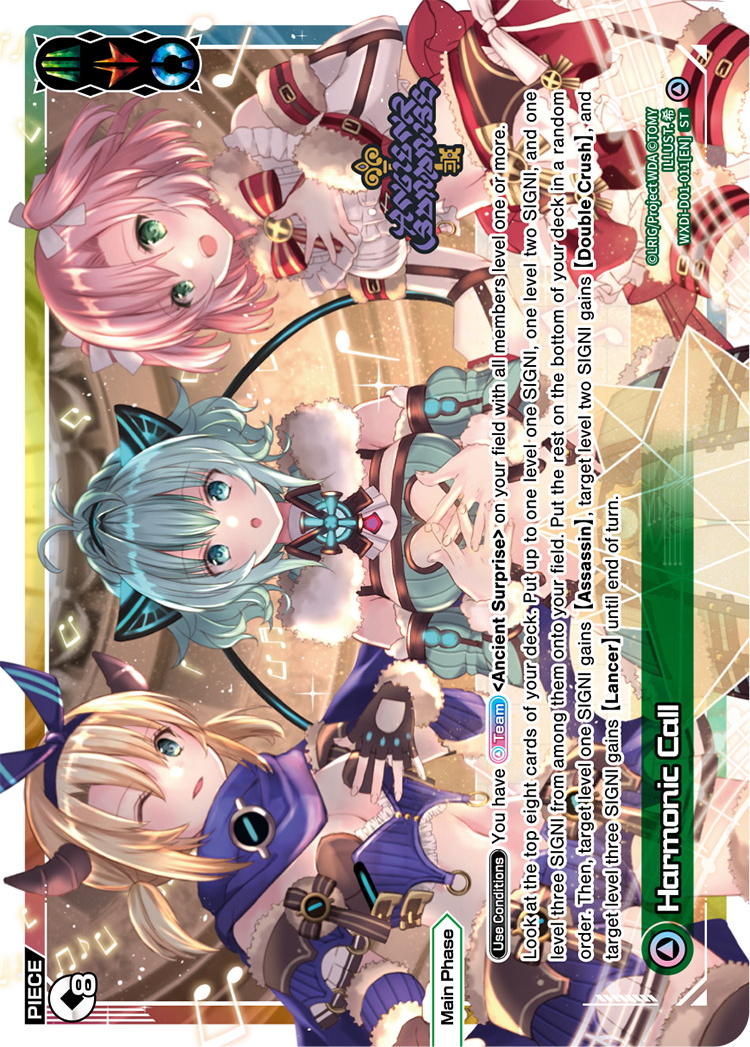 PIECE
8
Main Phase
Use Conditions You have Team <Ancient Surprise> on your field with all members level one or more.
Look at the top eight cards of your deck. Put up to one level one SIGNI, one level two SIGNI, and one
level three SIGNI from among them onto your field. Put the rest on the bottom of your deck in a random
order. Then, target level one SIGNI gains 【Assassin】, target level two SIGNI gains 【Double Crush】, and
target level three SIGNI gains 【Lancer】 until end of turn.
Harmonic Call
©LRIG/Project WDA ©TOMY
ILLUST.希
WXDi-D01-011[EN] ST